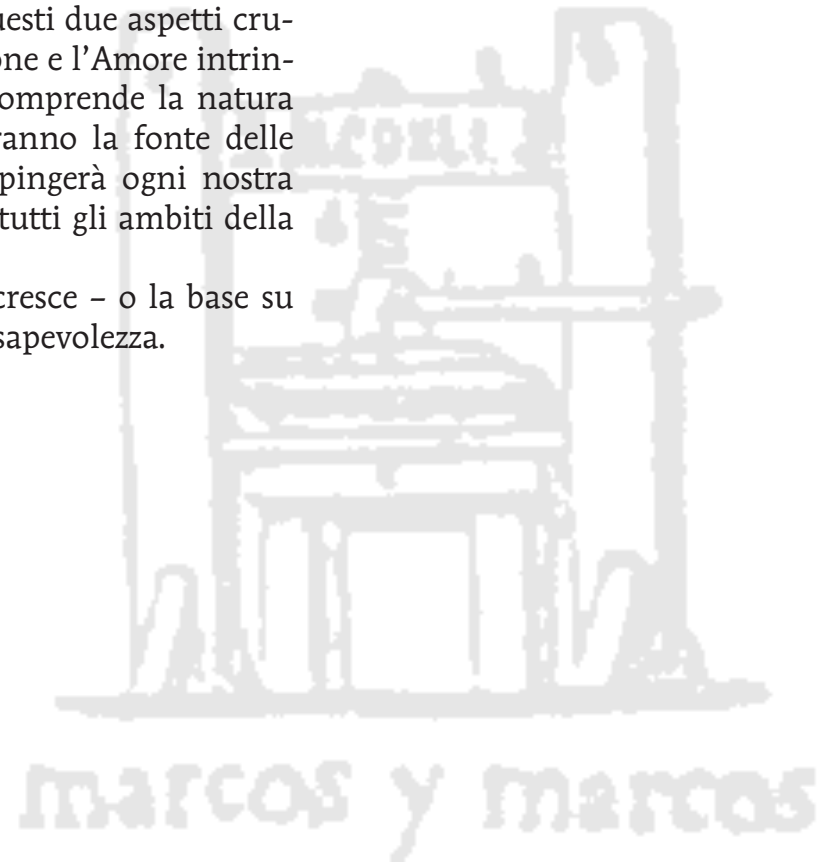 uesti due aspetti cru-
one e l’Amore intrin-
omprende la natura
ranno la fonte delle
pingerà ogni nostra
tutti gli ambiti della
cresce – o la base su
sapevolezza.
marcos y marcos